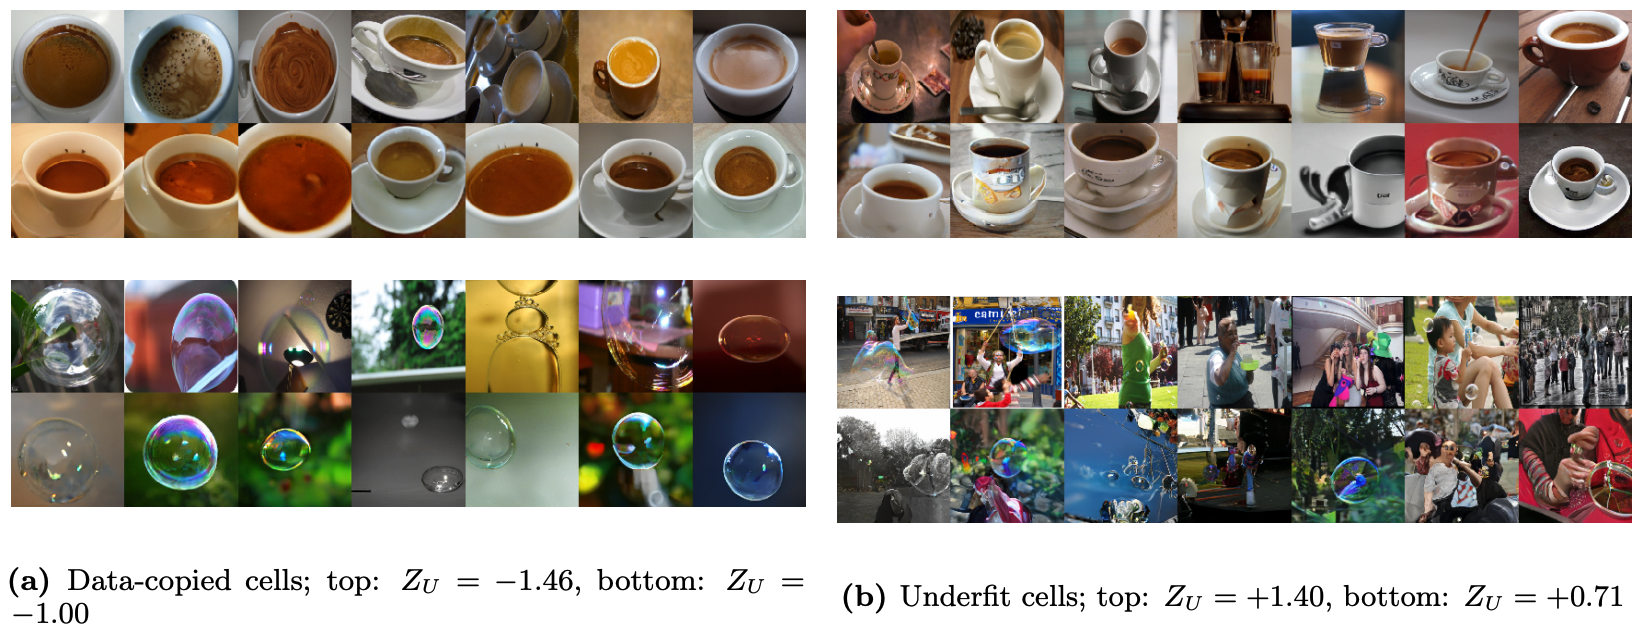 (a) Data-copied cells; top: Z_U = −1.46, bottom: Z_U =
−1.00
(b) Underfit cells; top: Z_U = +1.40, bottom: Z_U = +0.71